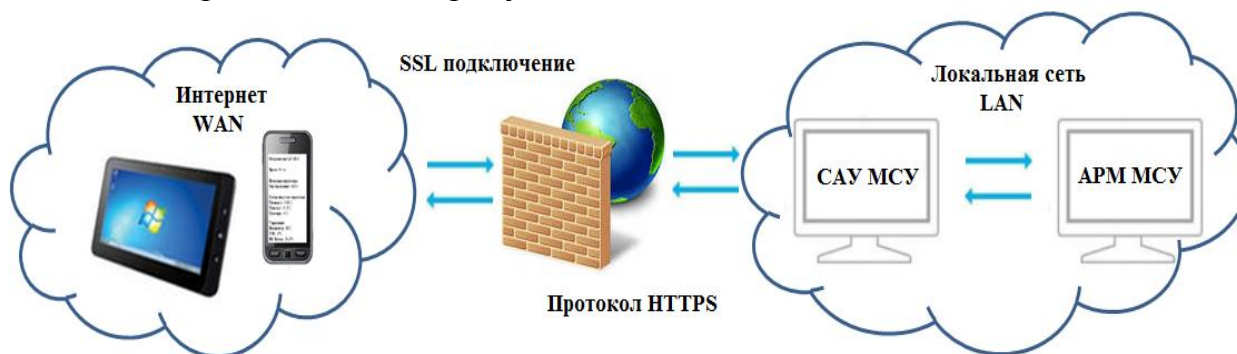 SSL подключение
Интернет
WAN
Локальная сеть
LAN
САУ МСУ
АРМ МСУ
Протокол HTTPS